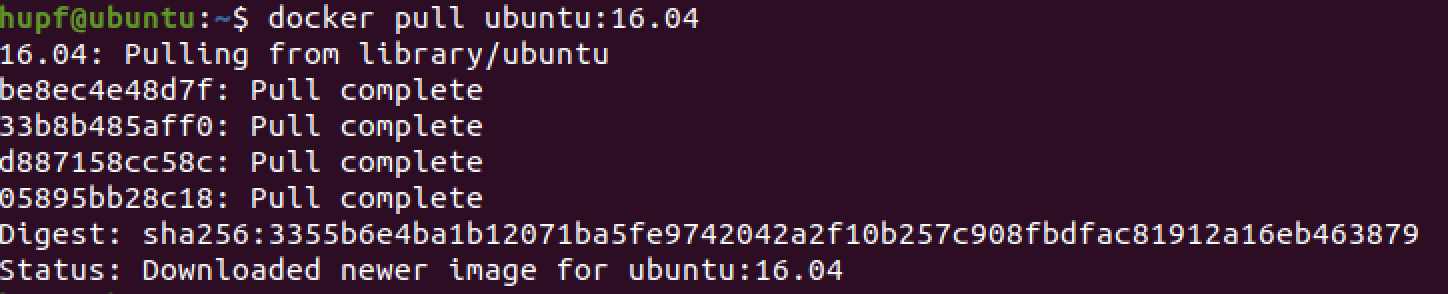 hupf@ubuntu:~$ docker pull ubuntu:16.04
16.04: Pulling from library/ubuntu
be8ec4e48d7f: Pull complete
33b8b485aff0: Pull complete
d887158cc58c: Pull complete
05895bb28c18: Pull complete
Digest: sha256:3355b6e4ba1b12071ba5fe9742042a2f10b257c908fbdfac81912a16eb463879
Status: Downloaded newer image for ubuntu:16.04